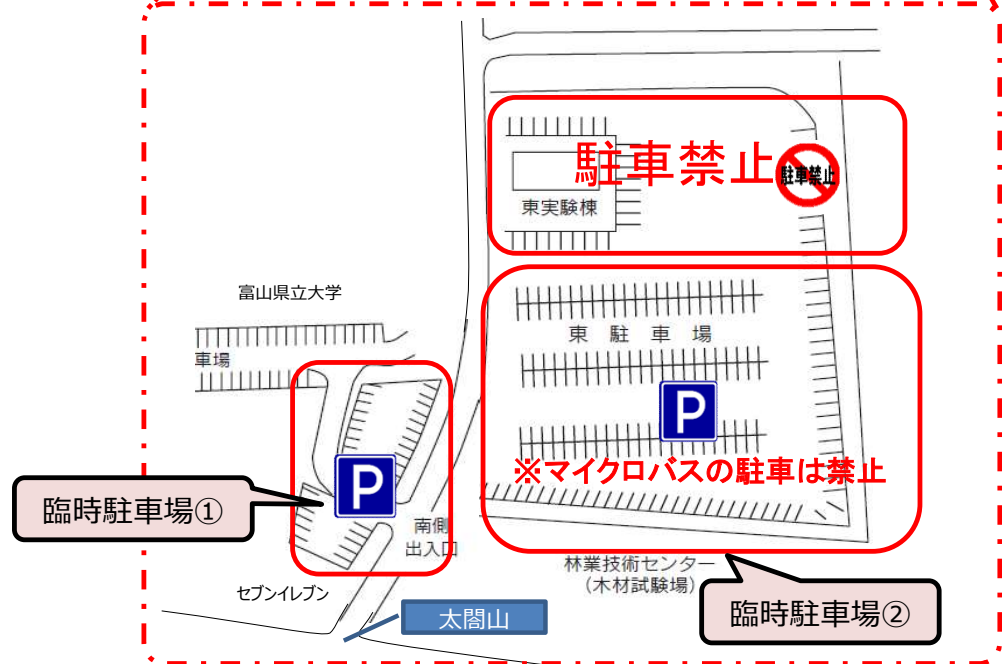 駐車禁止
駐車禁止
東実験棟
富山県立大学
車場
東駐車場
P
P
※マイクロバスの駐車は禁止
臨時駐車場①
南側
出入口
林業技術センター
（木材試験場）
セブンイレブン
太閤山
臨時駐車場②